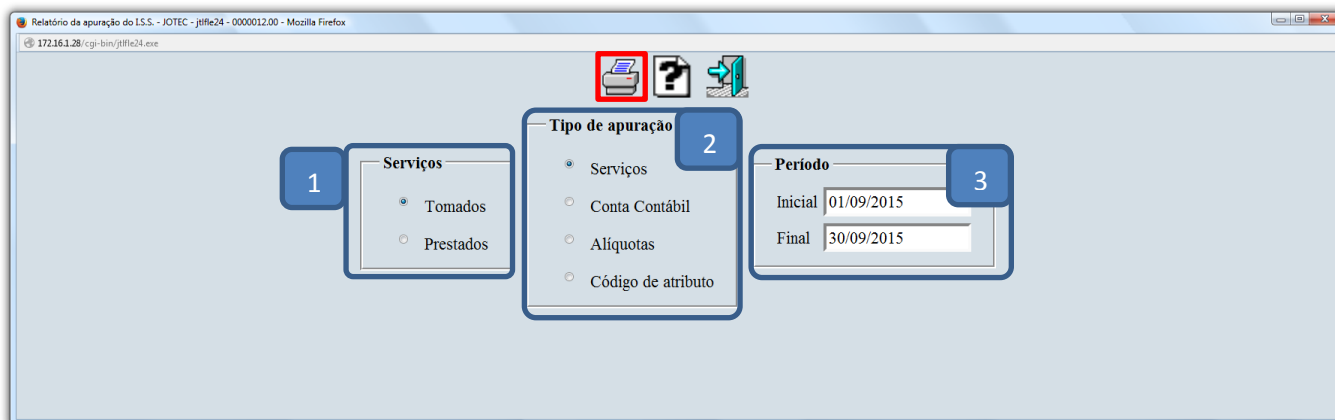 Relatório da apuração do I.S.S. - JOTEC - jtlfle24 - 0000012.00 - Mozilla Firefox
172.16.1.28/cgi-bin/jtlfle24.exe
1
Serviços
Tomados
Prestados
2
Tipo de apuração
Serviços
Conta Contábil
Alíquotas
Código de atributo
3
Período
Inicial 01/09/2015
Final 30/09/2015